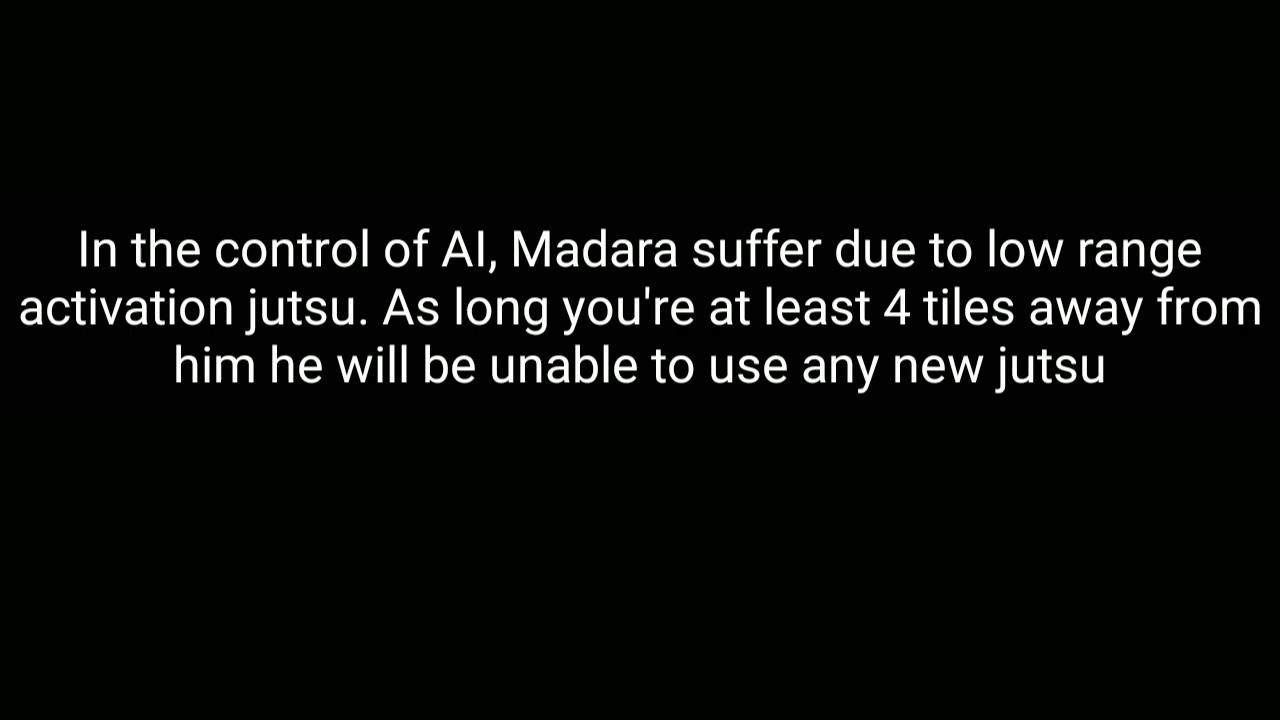 In the control of AI, Madara suffer due to low range
activation jutsu. As long you're at least 4 tiles away from
him he will be unable to use any new jutsu